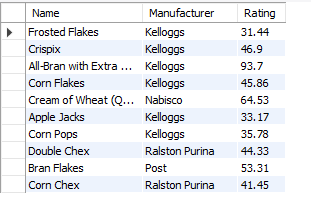 Name Manufacturer Rating
Frosted Flakes Kelloggs 31.44
Crispix Kelloggs 46.9
All-Bran with Extra ... Kelloggs 93.7
Corn Flakes Kelloggs 45.86
Cream of Wheat (Q... Nabisco 64.53
Apple Jacks Kelloggs 33.17
Corn Pops Kelloggs 35.78
Double Chex Ralston Purina 44.33
Bran Flakes Post 53.31
Corn Chex Ralston Purina 41.45